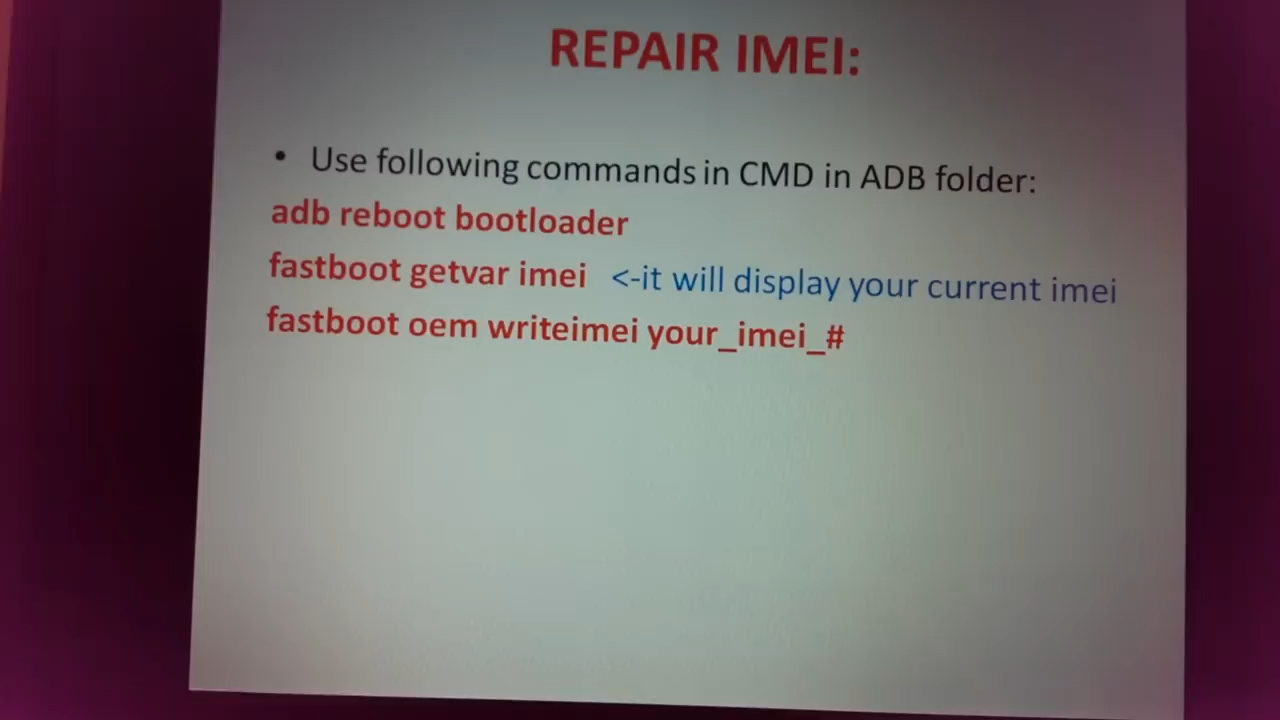 REPAIR IMEI:
• Use following commands in CMD in ADB folder:
adb reboot bootloader
fastboot getvar imei <-it will display your current imei
fastboot oem writeimei your_imei_#